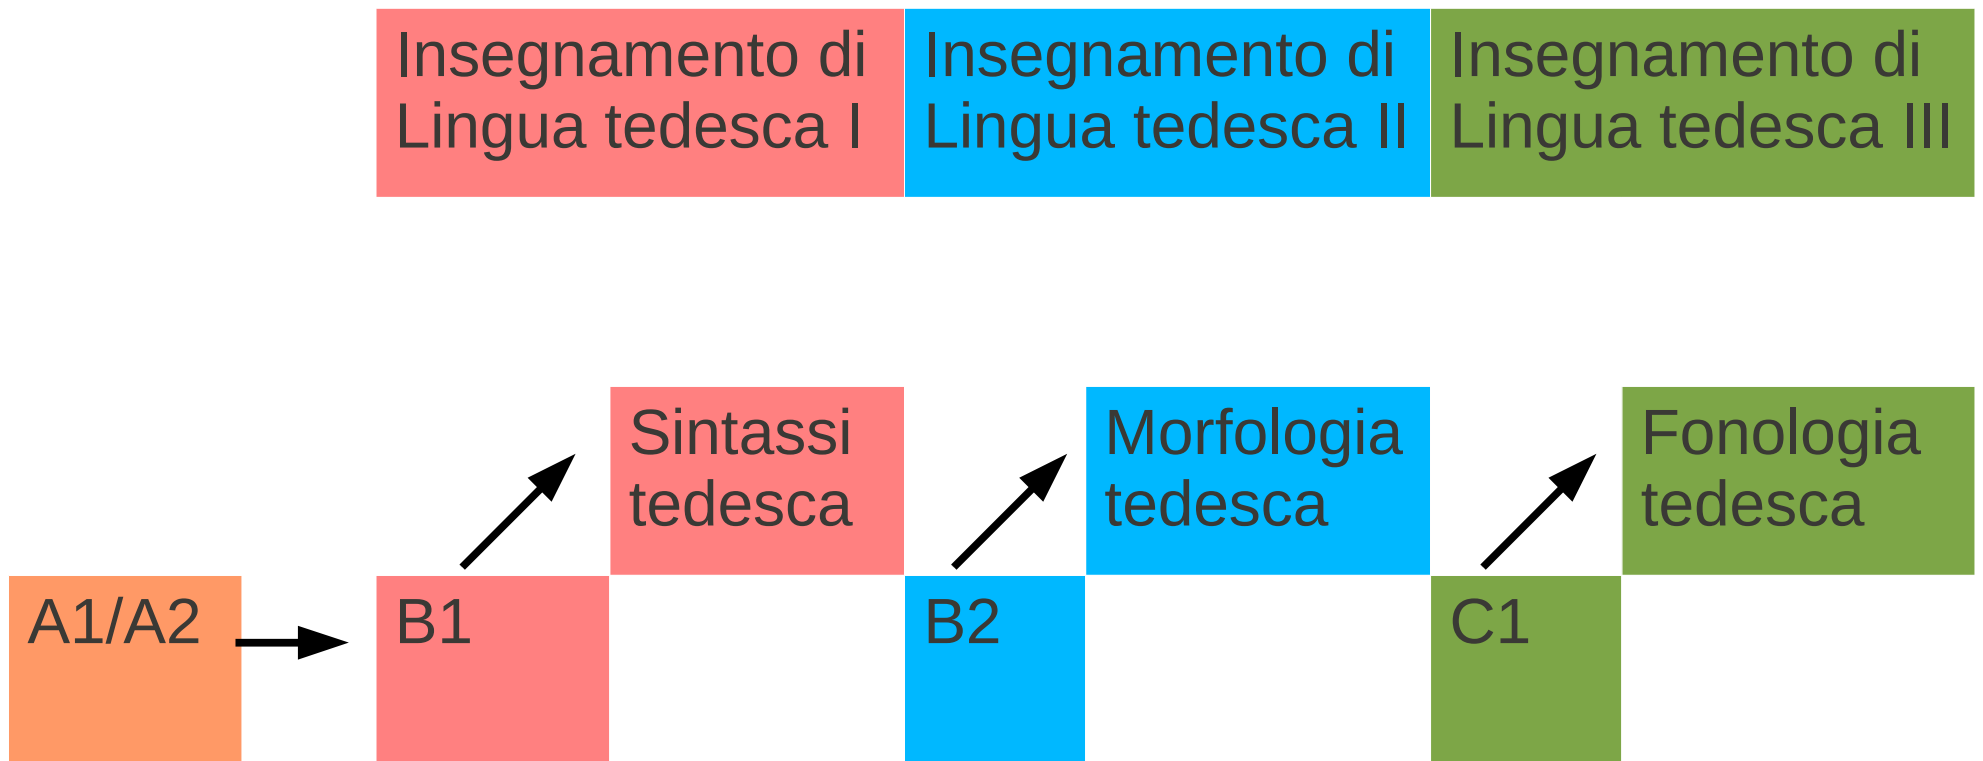 Insegnamento di
Lingua tedesca I
Insegnamento di
Lingua tedesca II
Insegnamento di
Lingua tedesca III
Sintassi
tedesca
Morfologia
tedesca
Fonologia
tedesca
A1/A2
B1
B2
C1